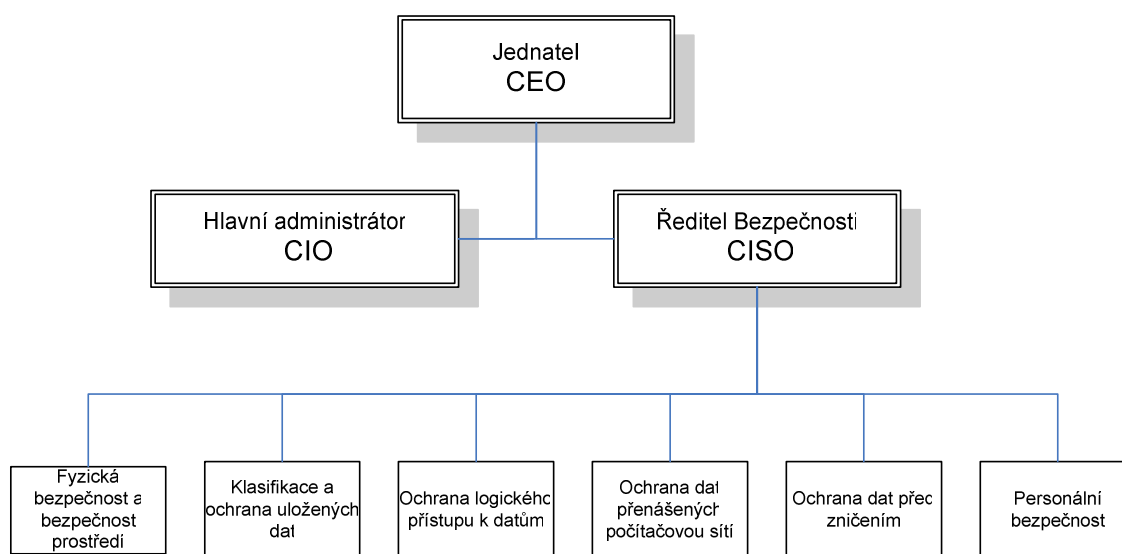 Jednatel
CEO
Hlavní administrátor
CIO
Ředitel Bezpečnosti
CISO
Fyzická
bezpečnost a
bezpečnost
prostředí
Klasifikace a
ochrana uložených
dat
Ochrana logického
přístupu k datům
Ochrana dat
přenášených
počítačovou sítí
Ochrana dat před
zničením
Personální
bezpečnost